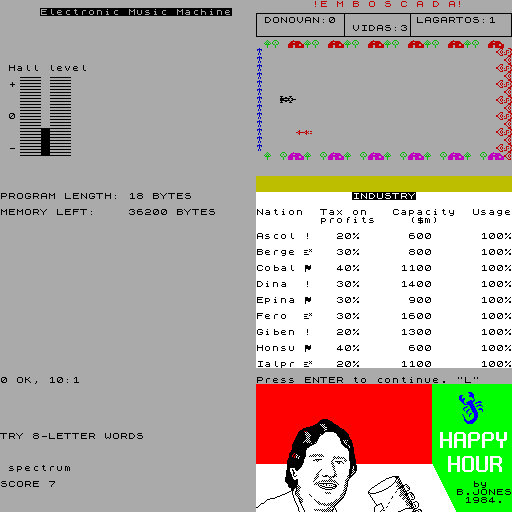 Electronic Music Machine
Hall level
+
0
-
PROGRAM LENGTH: 18 BYTES
MEMORY LEFT: 36200 BYTES
!EMBOSCADA!
DONOVAN:0
VIDAS:3
LAGARTOS:1
INDUSTRY
Nation Tax on profits Capacity ($m) Usage
Ascol ! 20% 600 100%
Berge 30% 800 100%
Cobal 40% 1100 100%
Dina ! 30% 1400 100%
Epina 30% 900 100%
Fero 30% 1600 100%
Giben ! 20% 1300 100%
Honsu 40% 600 100%
Ialpr 20% 1100 100%
Press ENTER to continue. "L"
0 OK, 10:1
TRY 8-LETTER WORDS
spectrum
SCORE 7
HAPPY
HOUR
by
B.JONES
1984.